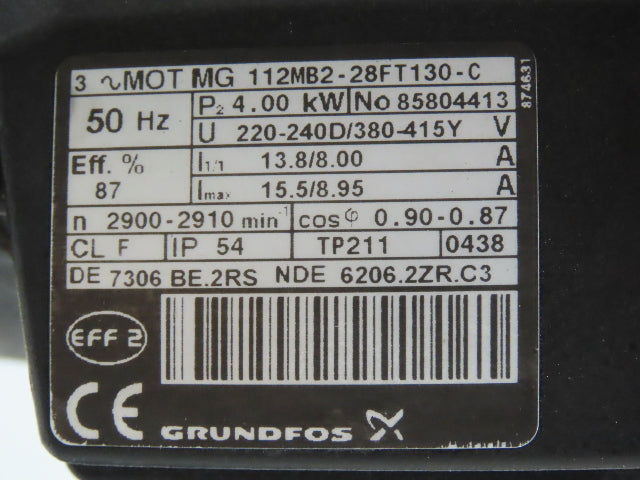 3 ∿MOT MG 112MB2-28FT130-C
874631
50 Hz
P2 4.00 kW No 85804413
U 220-240D/380-415Y V
Eff. %
87
I1/1 13.8/8.00 A
Imax 15.5/8.95 A
n 2900-2910 min-1 cosφ 0.90-0.87
CL F IP 54 TP211 0438
DE 7306 BE.2RS NDE 6206.2ZR.C3
EFF 2
CE GRUNDFOS